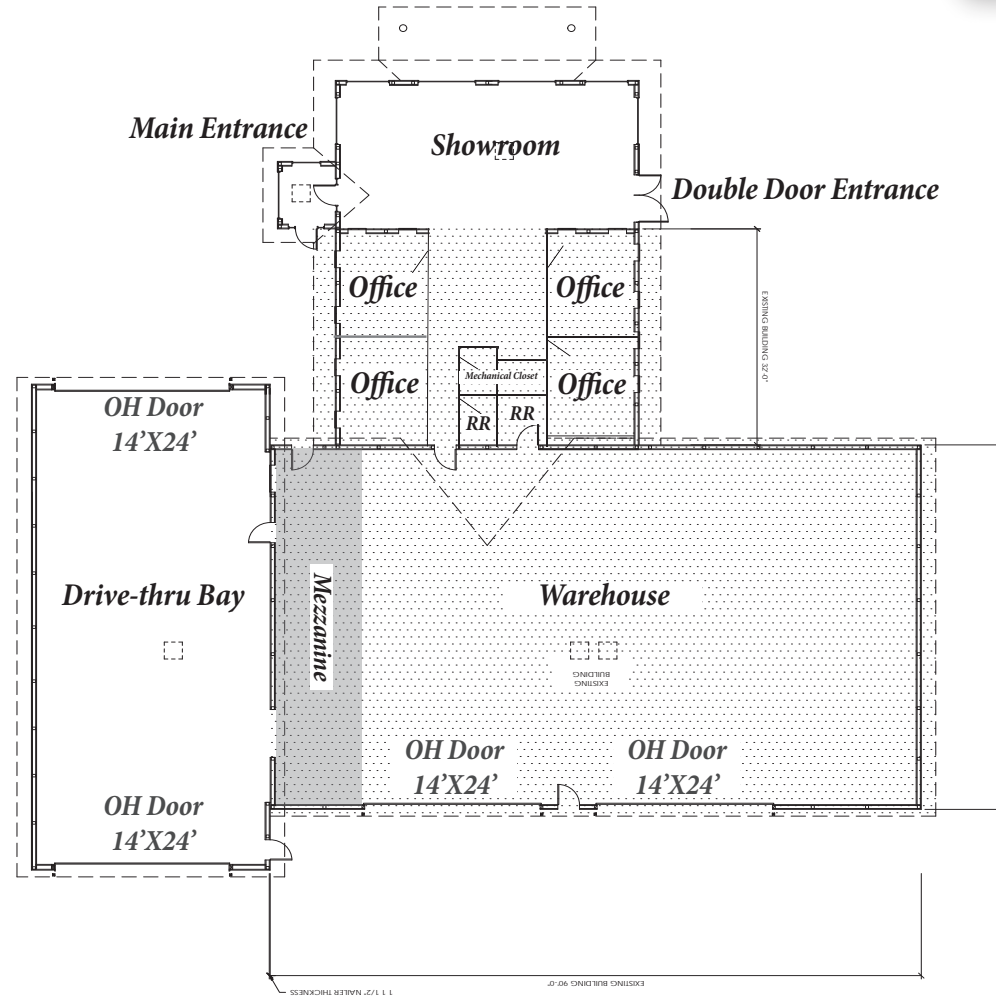 Main Entrance
Showroom
Double Door Entrance
Office
Office
EXISTING BUILDING 32'-0"
Office
Mechanical Closet
Office
RR
RR
OH Door
14'X24'
Drive-thru Bay
Mezzanine
Warehouse
EXISTING
BUILDING
OH Door
14'X24'
OH Door
14'X24'
OH Door
14'X24'
EXISTING BUILDING 90'-0"
1 1 1/2" NAILER THICKNESS